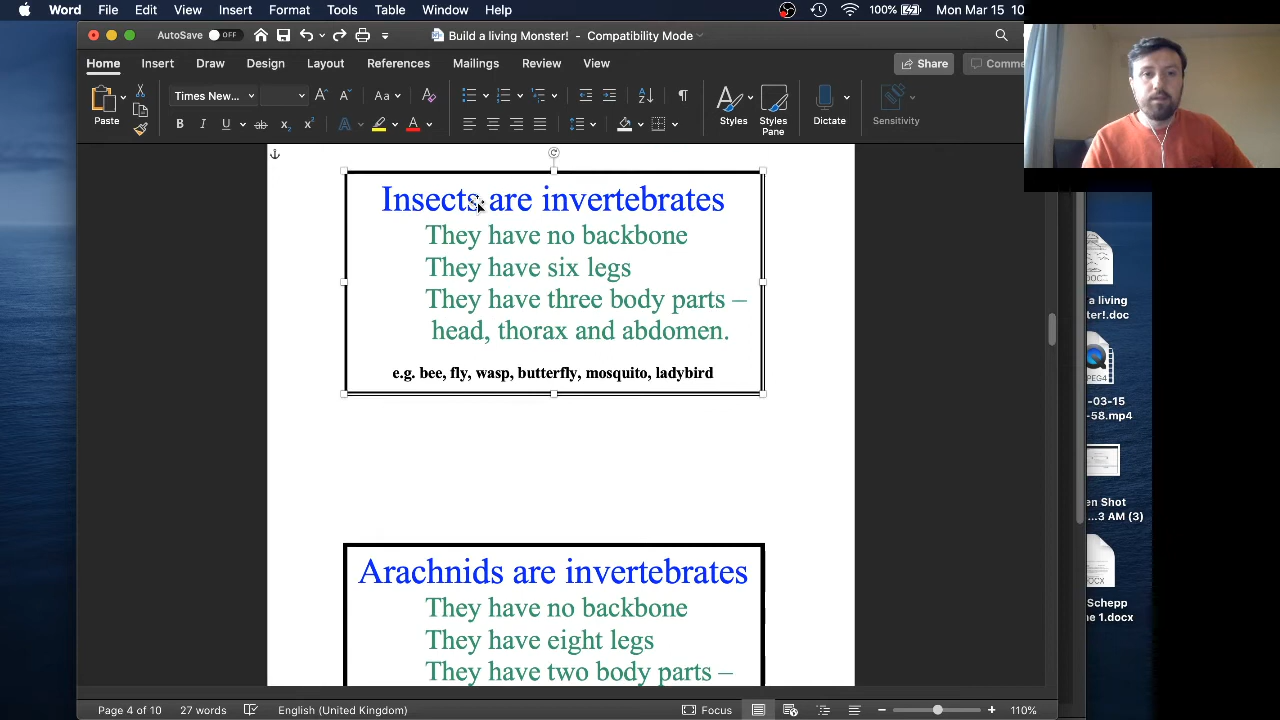 Word File Edit View Insert Format Tools Table Window Help 100% Mon Mar 15 10
AutoSave OFF Build a living Monster! - Compatibility Mode
Home Insert Draw Design Layout References Mailings Review View Share Comme
Paste Times New... Aa Styles Styles Pane Dictate Sensitivity
Insects are invertebrates
They have no backbone
They have six legs
They have three body parts –
head, thorax and abdomen.
e.g. bee, fly, wasp, butterfly, mosquito, ladybird
Arachnids are invertebrates
They have no backbone
They have eight legs
They have two body parts –
DOC
a living
ter!.doc
PEG4
-03-15
-58.mp4
en Shot
...3 AM (3)
OCX
Schepp
ne 1.docx
Page 4 of 10 27 words English (United Kingdom) Focus 110%